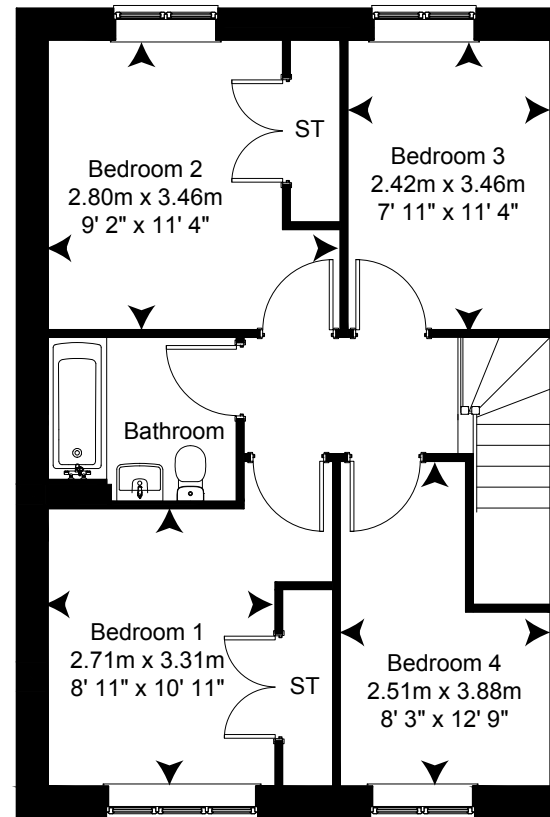 Bedroom 2
2.80m x 3.46m
9' 2" x 11' 4"
ST
Bedroom 3
2.42m x 3.46m
7' 11" x 11' 4"
Bathroom
Bedroom 1
2.71m x 3.31m
8' 11" x 10' 11"
ST
Bedroom 4
2.51m x 3.88m
8' 3" x 12' 9"